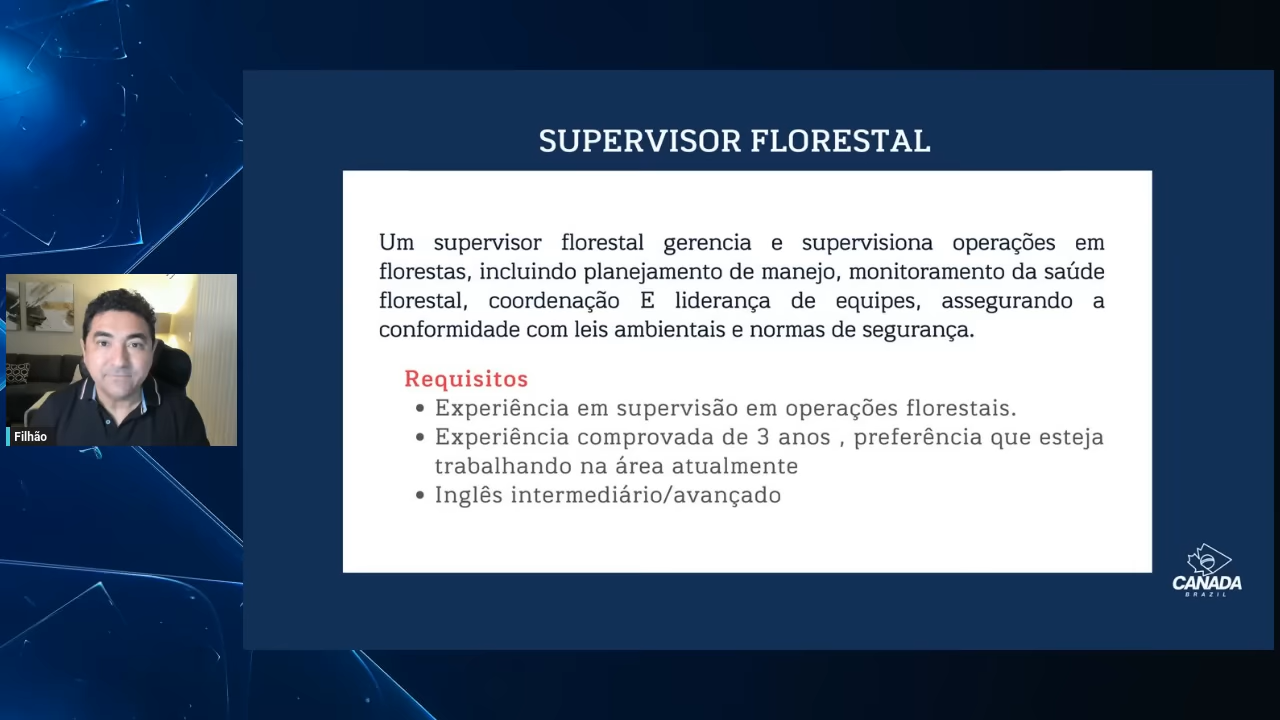 SUPERVISOR FLORESTAL
Um supervisor florestal gerencia e supervisiona operações em
florestas, incluindo planejamento de manejo, monitoramento da saúde
florestal, coordenação E liderança de equipes, assegurando a
conformidade com leis ambientais e normas de segurança.
Requisitos
• Experiência em supervisão em operações florestais.
• Experiência comprovada de 3 anos , preferência que esteja
trabalhando na área atualmente
• Inglês intermediário/avançado
Filhão
CANADA
BRAZIL